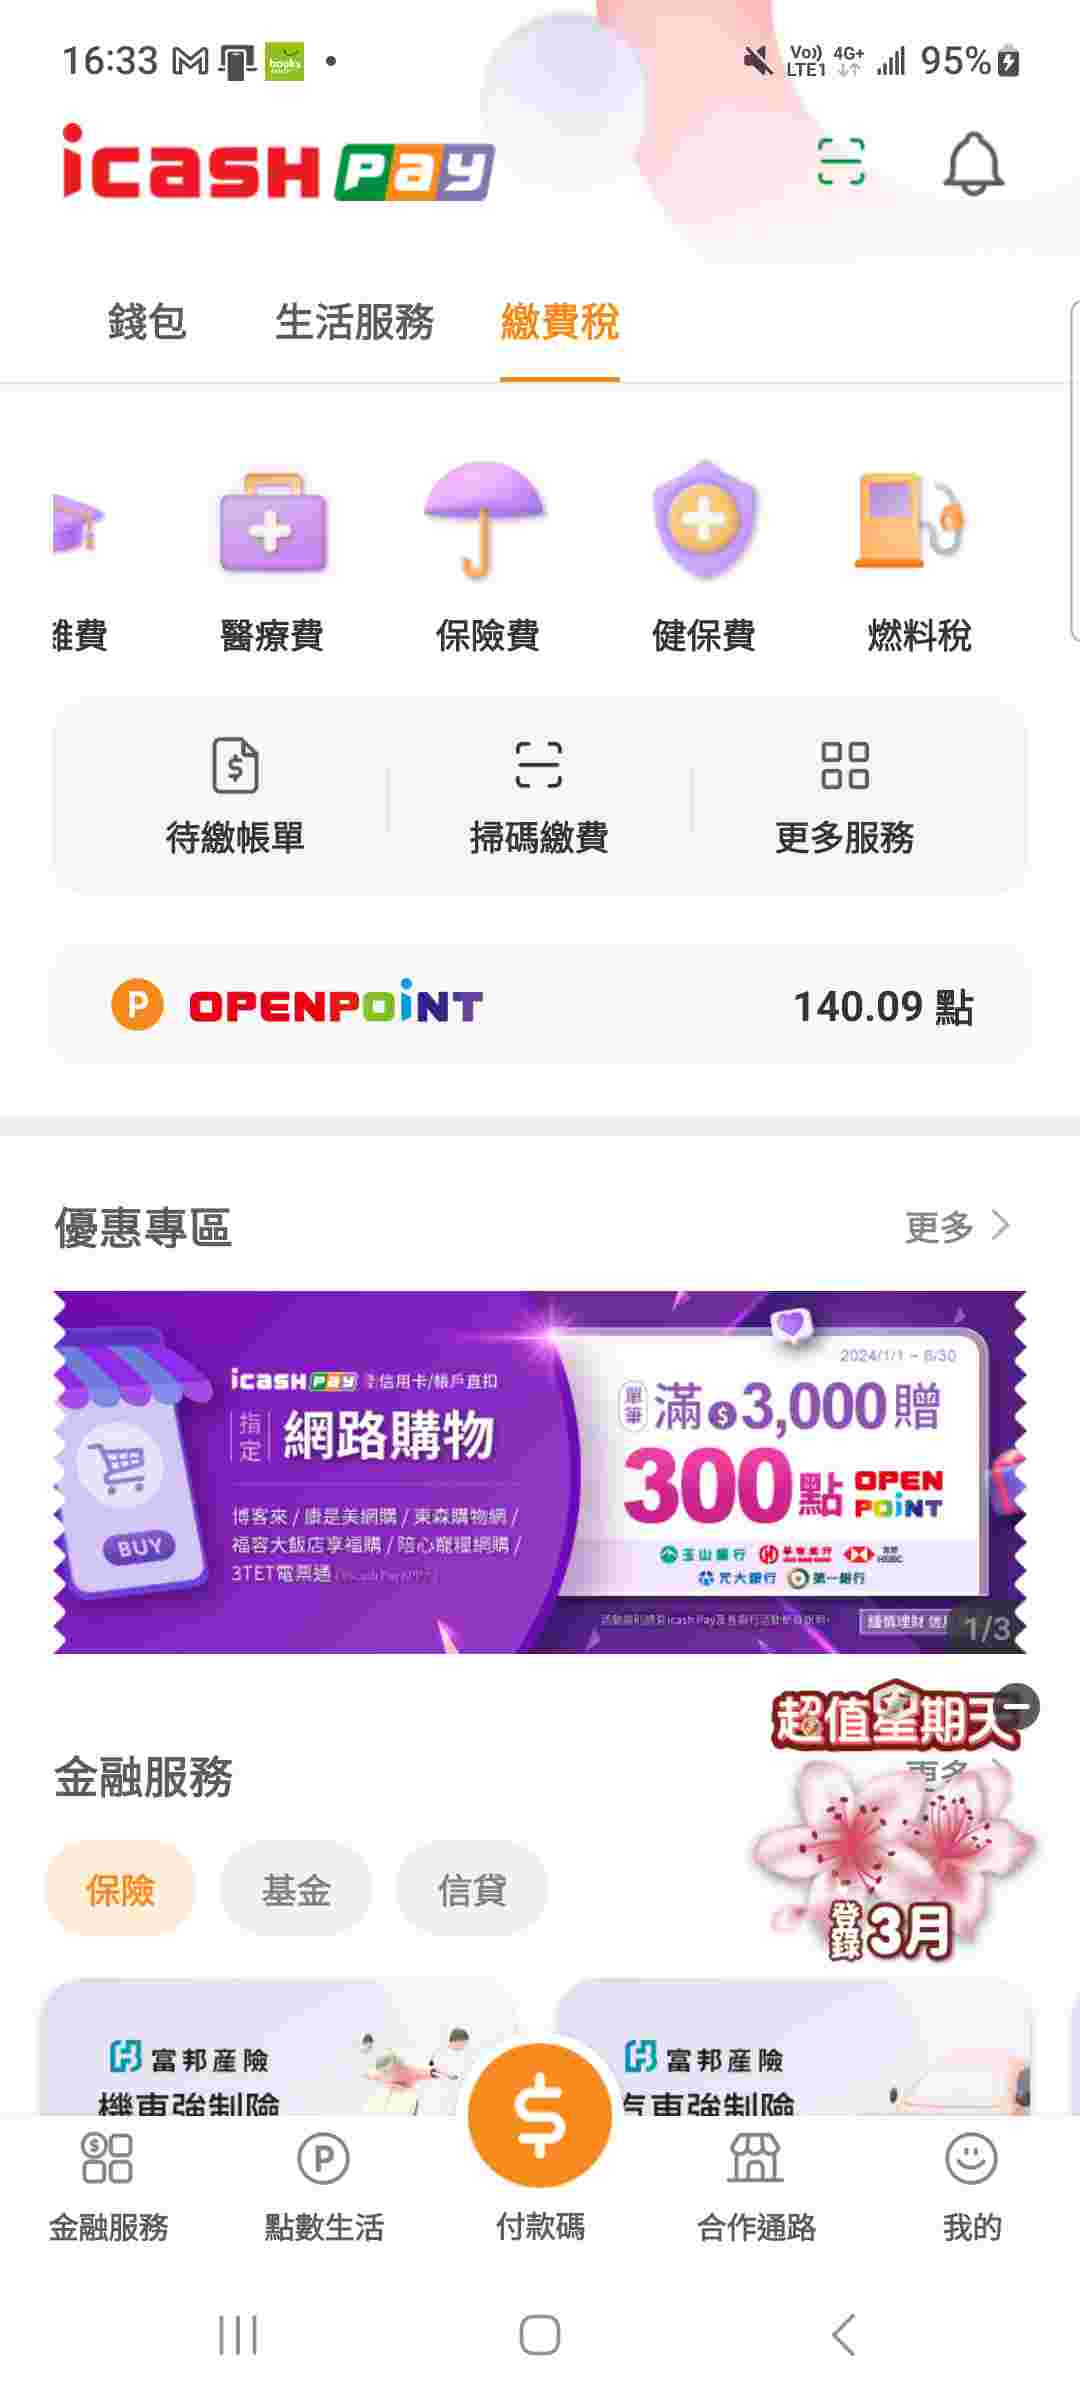 16:33
books
Vo)) LTE1 4G+
95%
icash Pay
錢包
生活服務
繳費稅
雜費
醫療費
保險費
健保費
燃料稅
待繳帳單
掃碼繳費
更多服務
P OPENPOINT
140.09 點
優惠專區
更多
icash Pay 綁定信用卡/帳戶直扣
指定
網路購物
博客來 / 康是美網購 / 東森購物網 /
福容大飯店享福購 / 陪心寵糧網購 /
3TET電票通
BUY
2024/1/1 ~ 6/30
單筆 滿$3,000贈
300點 OPEN POINT
玉山銀行 華南銀行 滙豐 HSBC
元大銀行 第一銀行
1/3
超值星期天
登錄3月
金融服務
更多
保險
基金
信貸
富邦產險
機車強制險
富邦產險
汽車強制險
金融服務
點數生活
付款碼
合作通路
我的